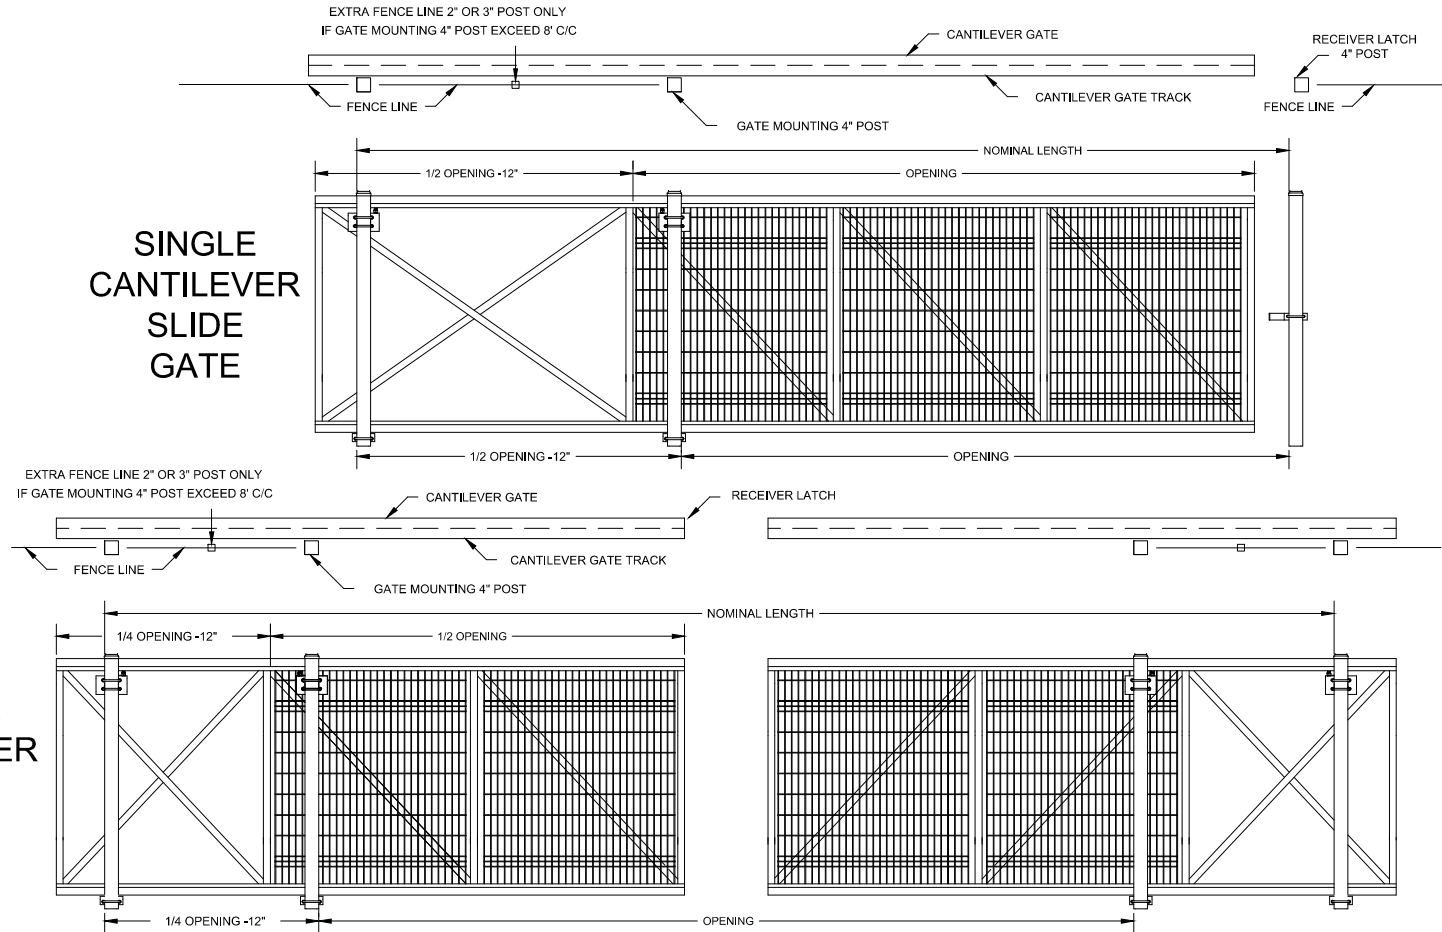 EXTRA FENCE LINE 2" OR 3" POST ONLY
IF GATE MOUNTING 4" POST EXCEED 8' C/C
CANTILEVER GATE
RECEIVER LATCH
4" POST
FENCE LINE
CANTILEVER GATE TRACK
FENCE LINE
GATE MOUNTING 4" POST
NOMINAL LENGTH
1/2 OPENING -12"
OPENING
SINGLE
CANTILEVER
SLIDE
GATE
1/2 OPENING -12"
OPENING
EXTRA FENCE LINE 2" OR 3" POST ONLY
IF GATE MOUNTING 4" POST EXCEED 8' C/C
CANTILEVER GATE
RECEIVER LATCH
FENCE LINE
CANTILEVER GATE TRACK
GATE MOUNTING 4" POST
NOMINAL LENGTH
1/4 OPENING -12"
1/2 OPENING
ER
1/4 OPENING -12"
OPENING